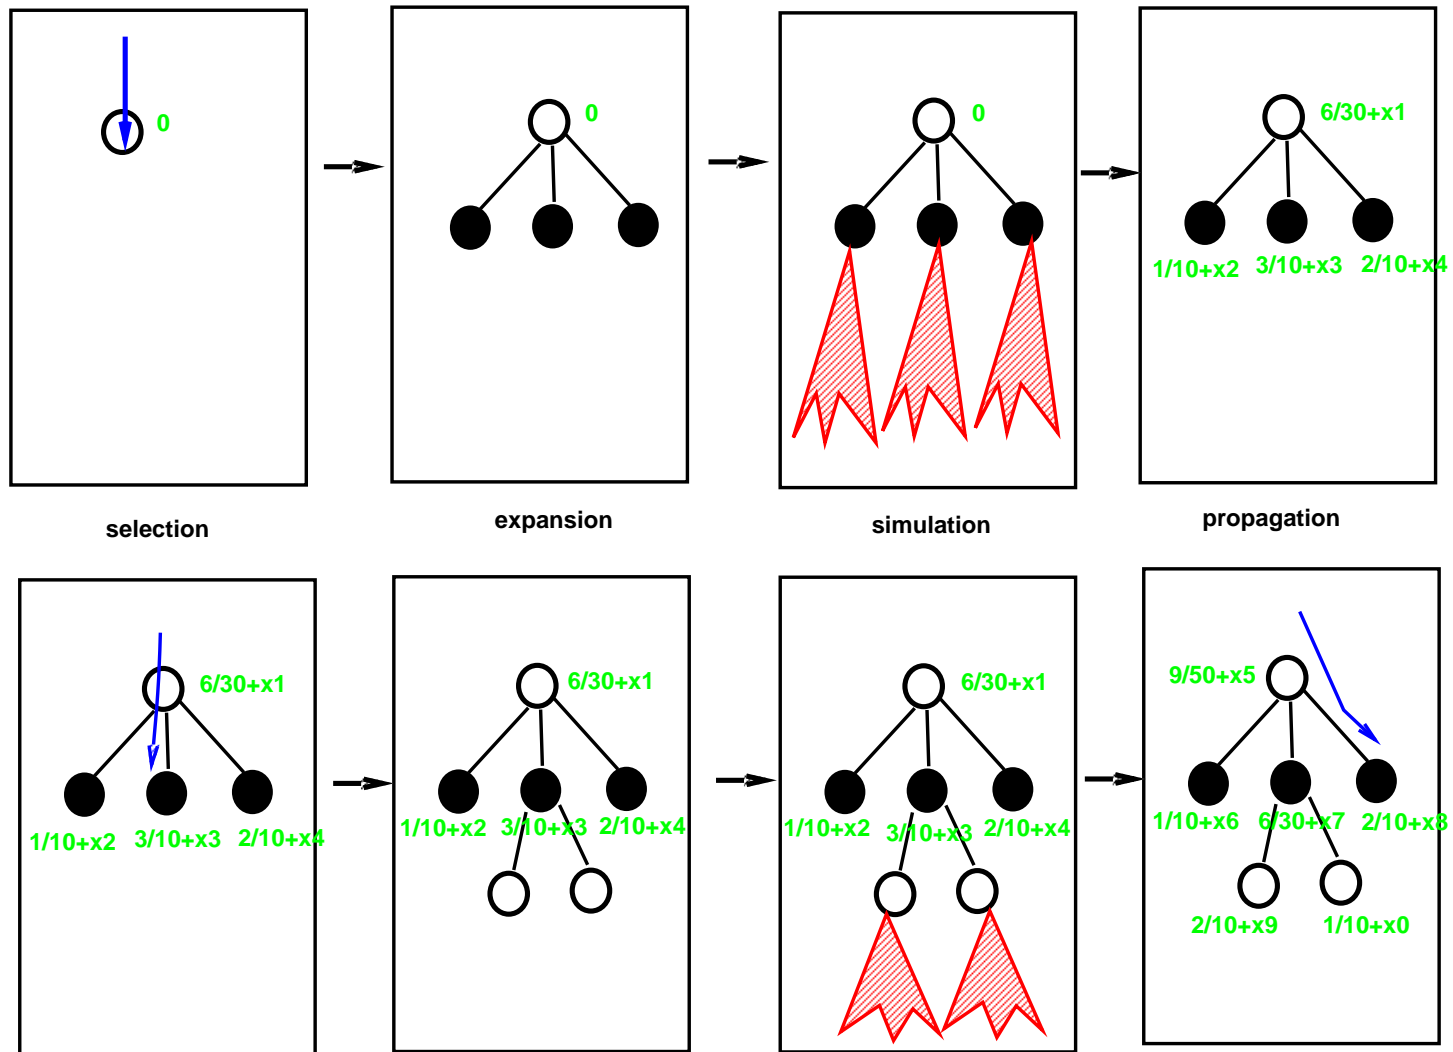 0
0
0
6/30+x1
1/10+x2 3/10+x3 2/10+x4
selection
expansion
simulation
propagation
6/30+x1
1/10+x2 3/10+x3 2/10+x4
6/30+x1
1/10+x2 3/10+x3 2/10+x4
6/30+x1
1/10+x2 3/10+x3 2/10+x4
9/50+x5
1/10+x6 6/30+x7 2/10+x8
2/10+x9 1/10+x0